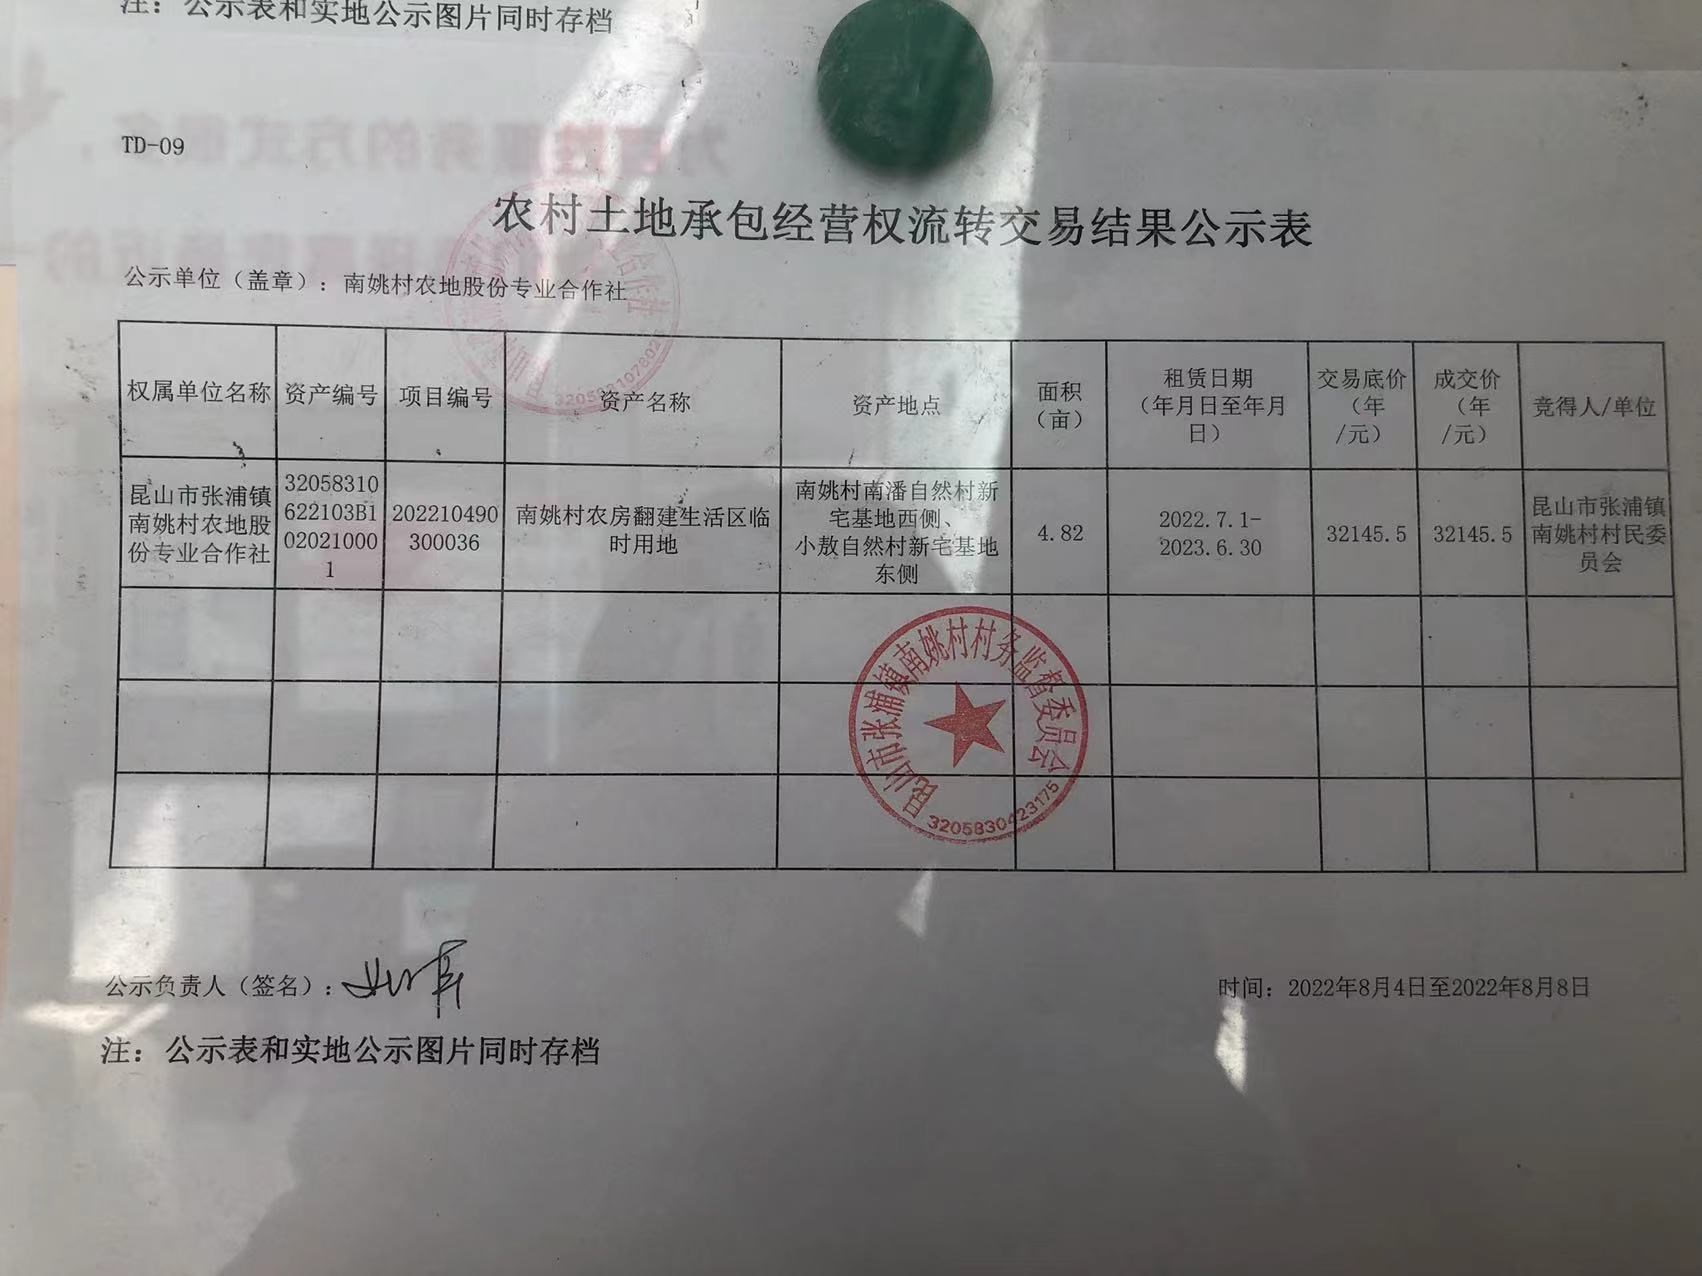 注：公示表和实地公示图片同时存档
TD-09
农村土地承包经营权流转交易结果公示表
公示单位（盖章）：南姚村农地股份专业合作社
权属单位名称 资产编号 项目编号 资产名称 资产地点 面积（亩） 租赁日期（年月日至年月日） 交易底价（年/元） 成交价（年/元） 竞得人/单位
昆山市张浦镇
南姚村农地股
份专业合作社
32058310
622103B1
02021000
1
202210490
300036
南姚村农房翻建生活区临
时用地
南姚村南潘自然村新
宅基地西侧、
小敖自然村新宅基地
东侧
4.82
2022.7.1-
2023.6.30
32145.5
32145.5
昆山市张浦镇
南姚村村民委
员会
昆山市张浦镇南姚村村务监督委员会
3205830423175
公示负责人（签名）：
时间：2022年8月4日至2022年8月8日
注：公示表和实地公示图片同时存档